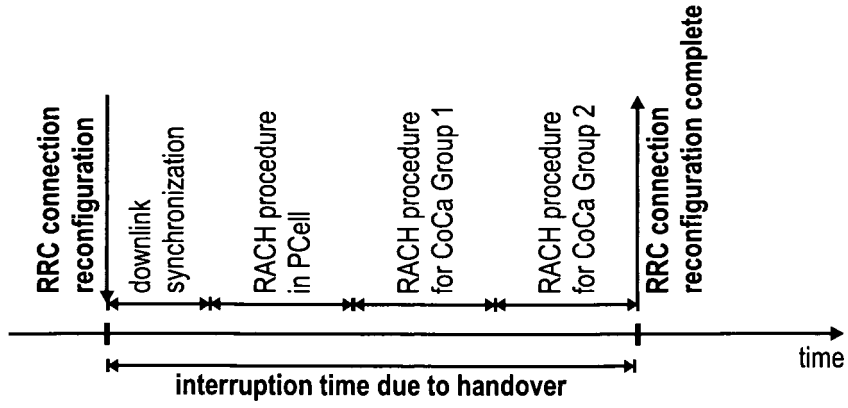 RRC connection
reconfiguration
downlink
synchronization
RACH procedure
in PCell
RACH procedure
for CoCa Group 1
RACH procedure
for CoCa Group 2
RRC connection
reconfiguration complete
time
interruption time due to handover